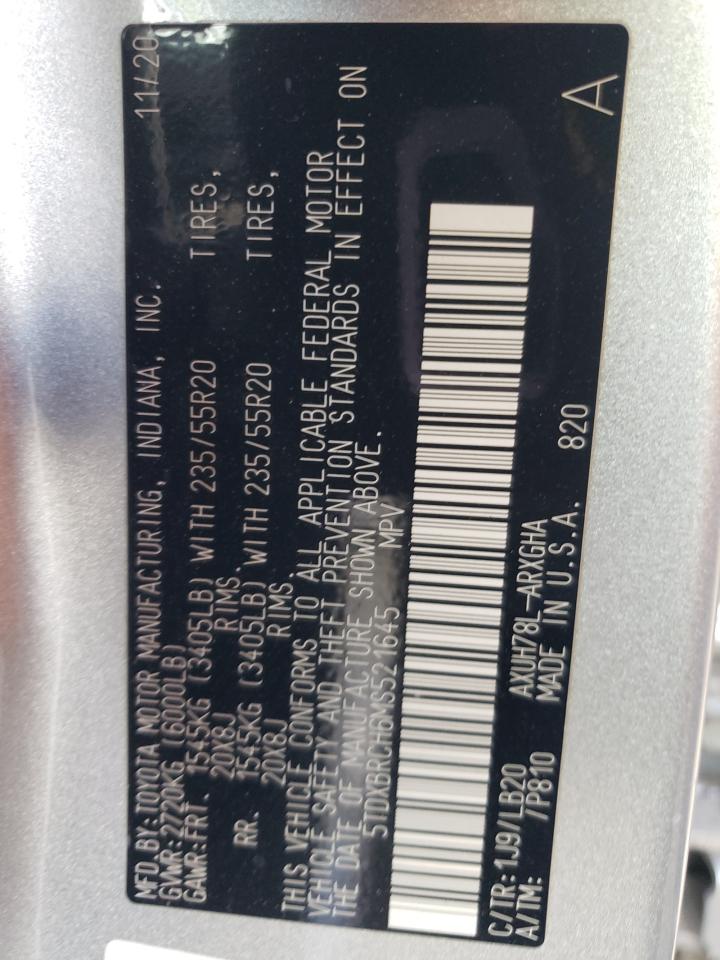 MFD.BY:TOYOTA MOTOR MANUFACTURING, INDIANA, INC. 11/20
GVWR:2720KG (6000LB)
GAWR:FRT. 1545KG (3405LB) WITH 235/55R20 TIRES,
20X8J RIMS.
RR. 1545KG (3405LB) WITH 235/55R20 TIRES,
20X8J RIMS.
THIS VEHICLE CONFORMS TO ALL APPLICABLE FEDERAL MOTOR
VEHICLE SAFETY AND THEFT PREVENTION STANDARDS IN EFFECT ON
THE DATE OF MANUFACTURE SHOWN ABOVE.
5TDXBRCH6MS521645 MPV
C/TR:1J9/LB20 AXUH78L-ARXGHA
A/TM: /P810 MADE IN U.S.A. 820 A